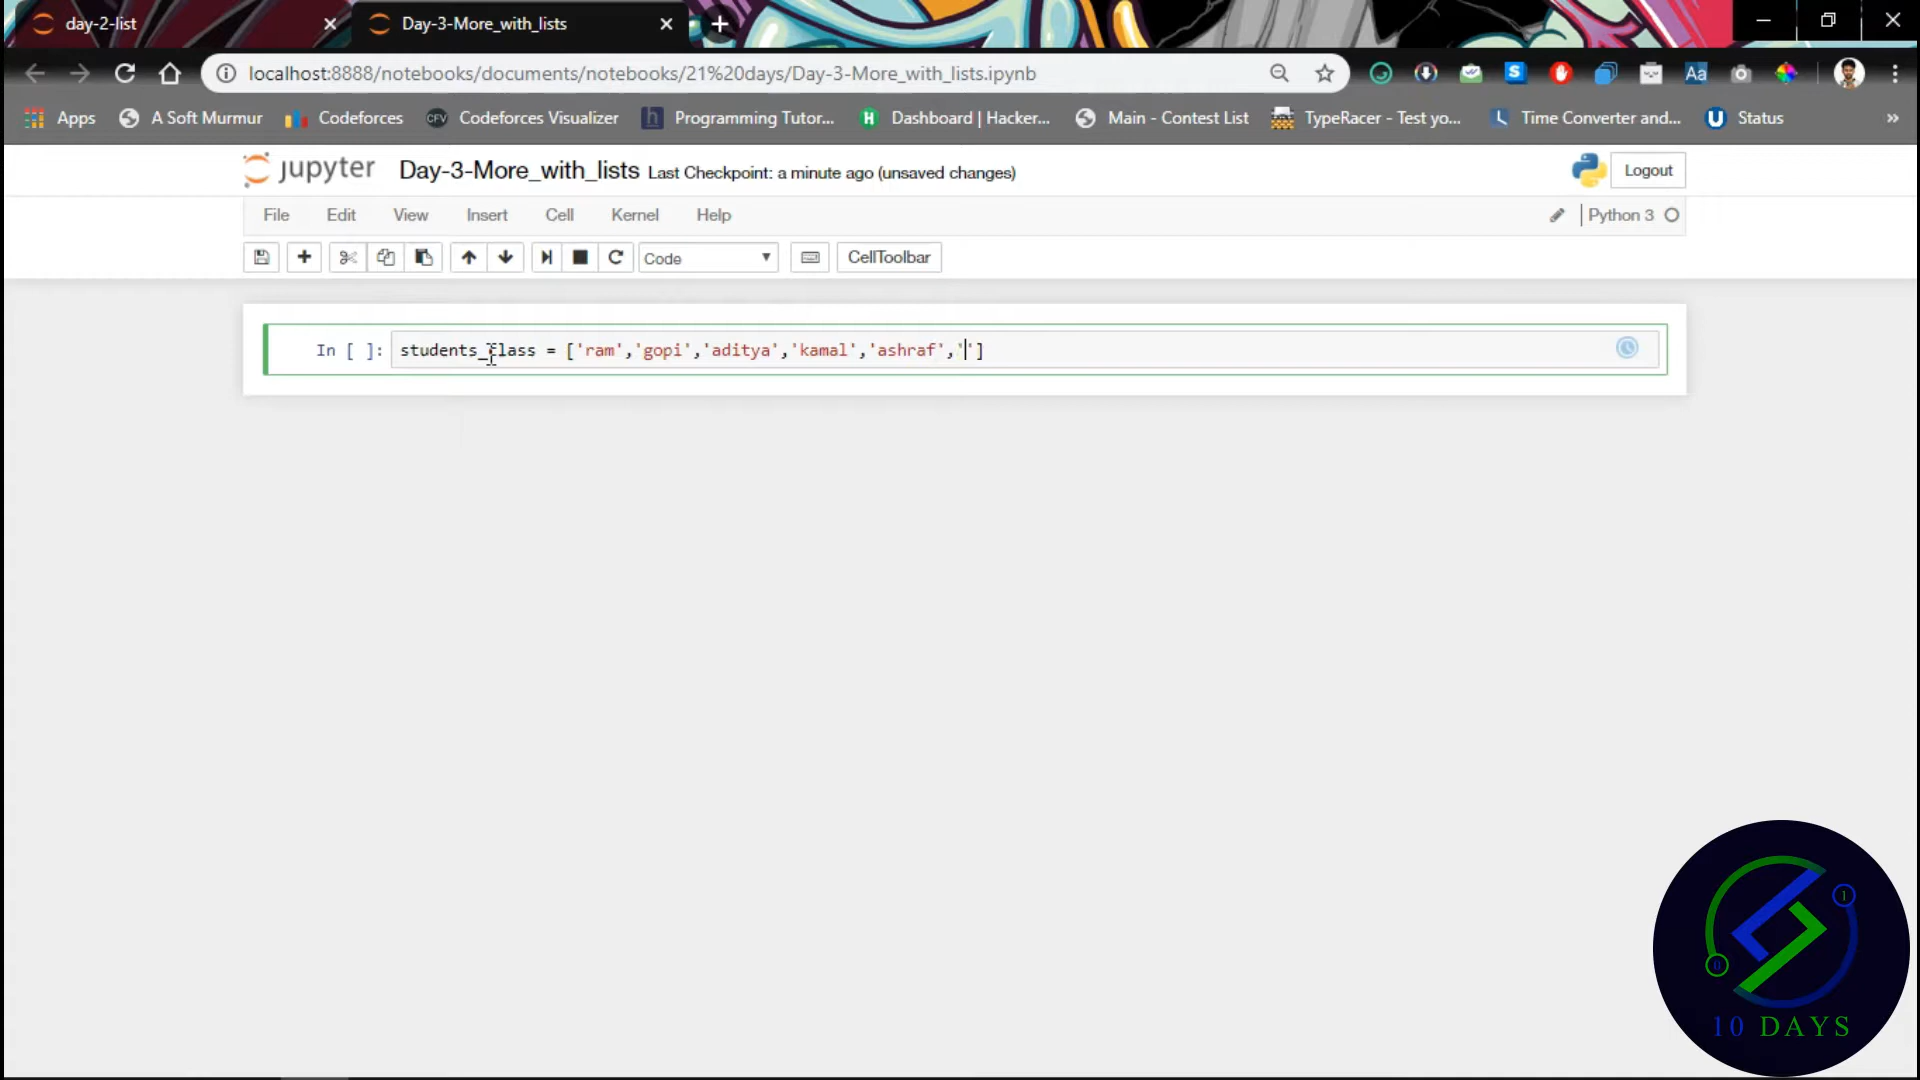 day-2-list
Day-3-More_with_lists
localhost:8888/notebooks/documents/notebooks/21%20days/Day-3-More_with_lists.ipynb
Apps A Soft Murmur Codeforces CFV Codeforces Visualizer h Programming Tutor... H Dashboard | Hacker... Main - Contest List TypeRacer - Test yo... Time Converter and... U Status »
jupyter Day-3-More_with_lists Last Checkpoint: a minute ago (unsaved changes) Logout
File Edit View Insert Cell Kernel Help Python 3
Code CellToolbar
In [ ]: students_class = ['ram','gopi','aditya','kamal','ashraf','']
1
0
10 DAYS